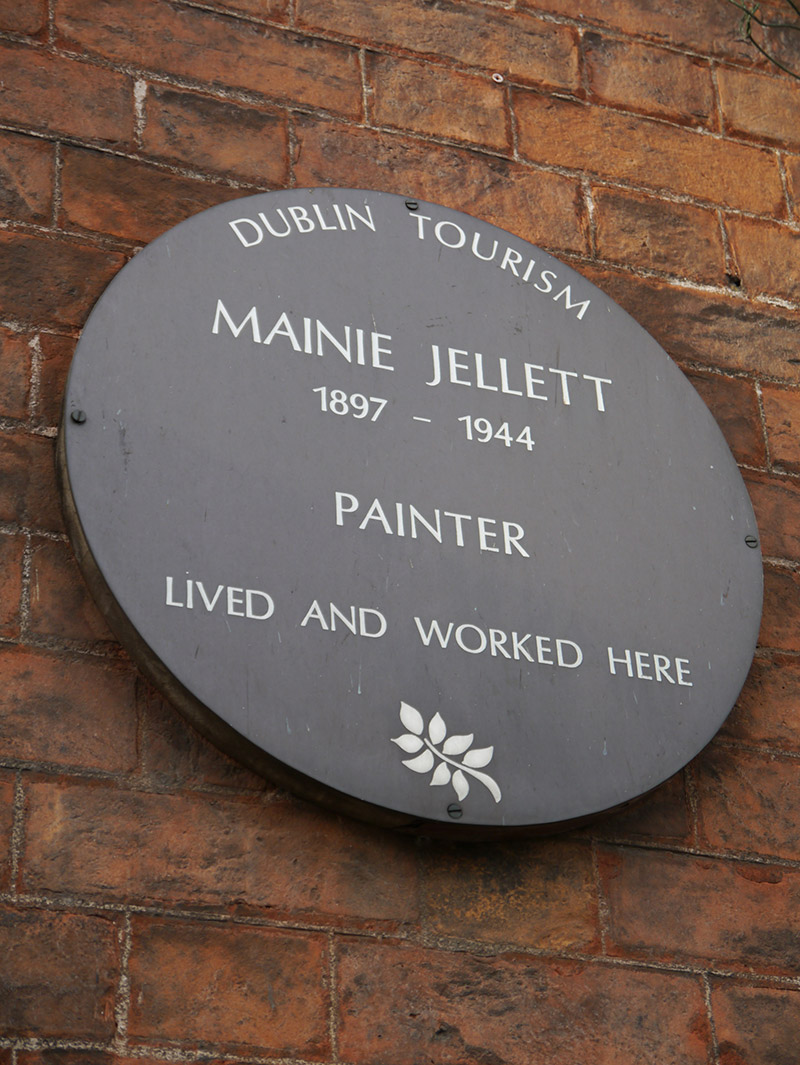 DUBLIN TOURISM
MAINIE JELLETT
1897 – 1944
PAINTER
LIVED AND WORKED HERE